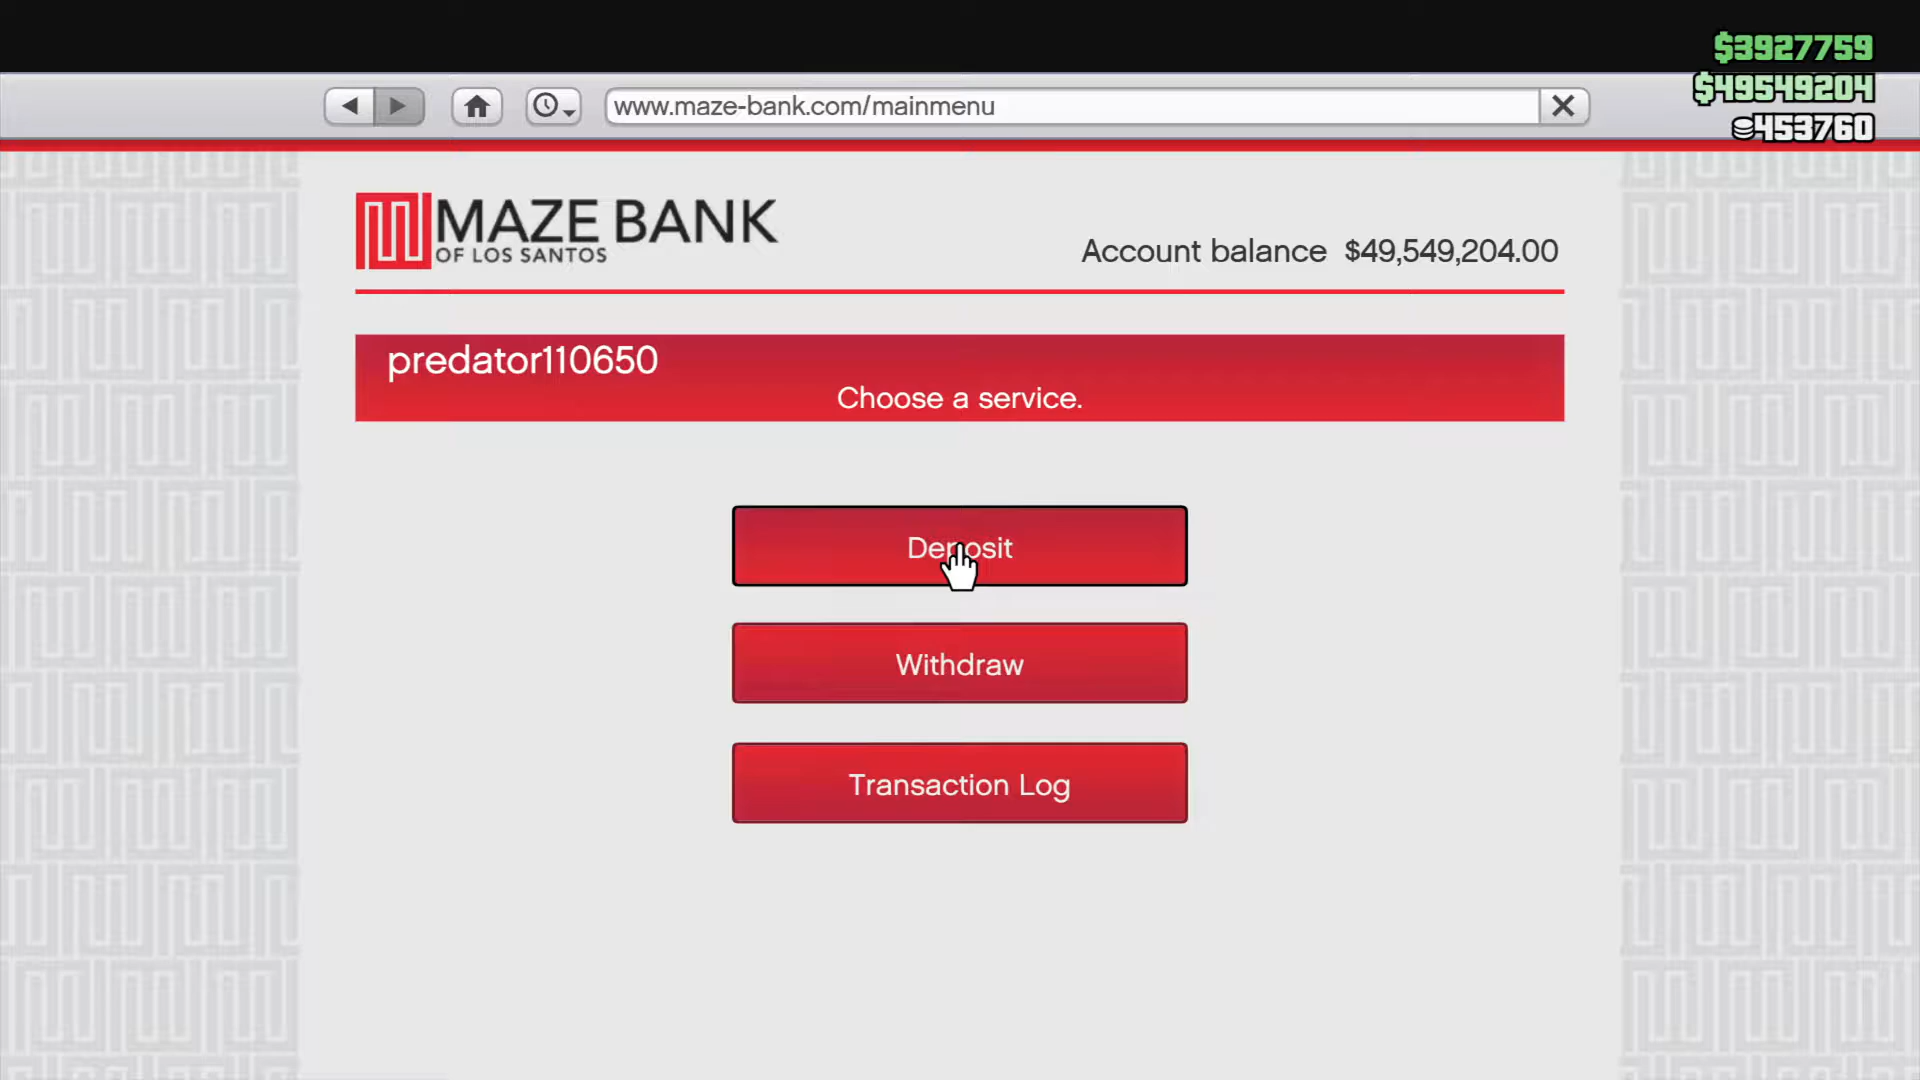 $3927759
$49549204
453760
www.maze-bank.com/mainmenu
MAZE BANK
OF LOS SANTOS
Account balance $49,549,204.00
predator110650
Choose a service.
Deposit
Withdraw
Transaction Log